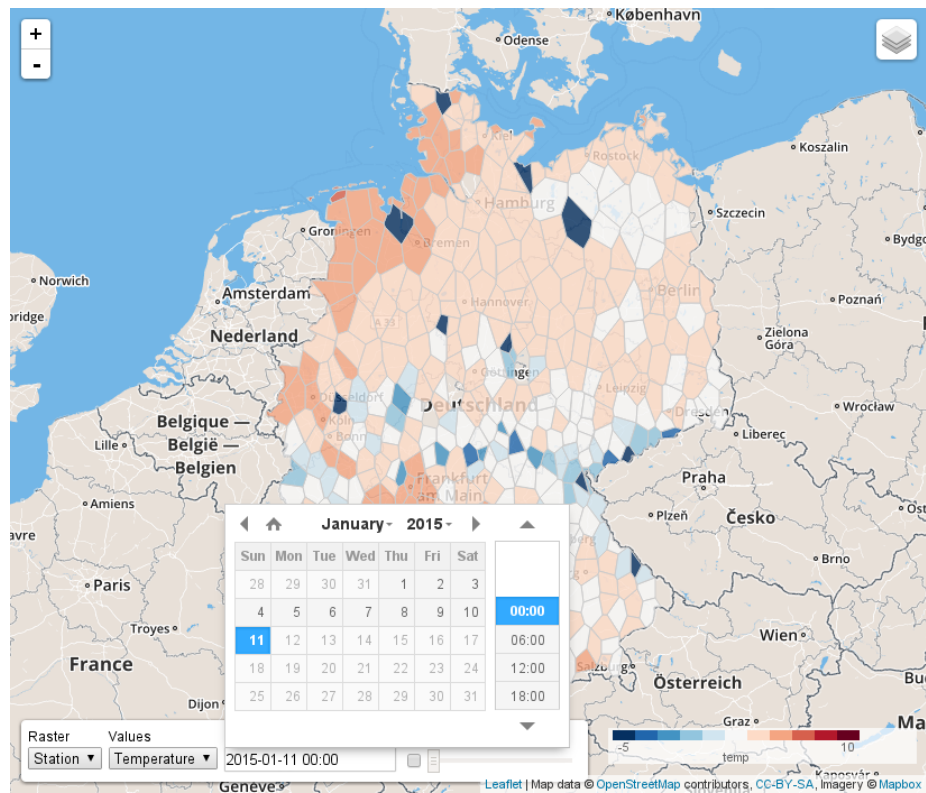 +
-
København
Odense
Kiel
Rostock
Koszalin
Hamburg
Szczecin
Groningen
Bremen
Norwich
Amsterdam
Berlin
Poznań
Hannover
Nederland
Zielona
Góra
Göttingen
Leipzig
Düsseldorf
Deutschland
Dresden
Wrocław
Belgique —
België —
Belgien
Köln
Bonn
Liberec
Lille
Praha
Frankfurt
am Main
Amiens
Plzeň
Česko
Brno
Paris
January 2015
Sun Mon Tue Wed Thu Fri Sat
28 29 30 31 1 2 3
4 5 6 7 8 9 10
11 12 13 14 15 16 17
18 19 20 21 22 23 24
25 26 27 28 29 30 31
00:00
06:00
12:00
18:00
Troyes
Wien
France
Salzburg
Österreich
Dijon
Graz
Raster Values
Station ▼ Temperature ▼ 2015-01-11 00:00
-5 10
temp
Kaposvár
Genève
Leaflet | Map data © OpenStreetMap contributors, CC-BY-SA, Imagery © Mapbox